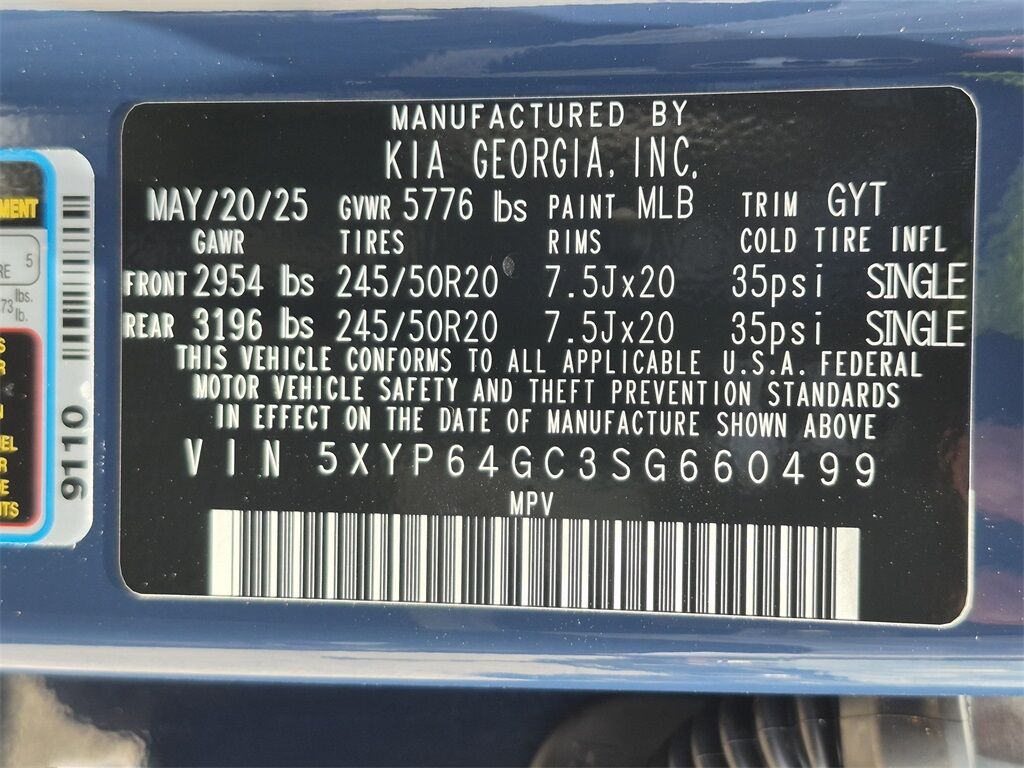 MANUFACTURED BY
KIA GEORGIA, INC.
MAY/20/25 GVWR 5776 lbs PAINT MLB TRIM GYT
GAWR TIRES RIMS COLD TIRE INFL
FRONT 2954 lbs 245/50R20 7.5Jx20 35psi SINGLE
REAR 3196 lbs 245/50R20 7.5Jx20 35psi SINGLE
THIS VEHICLE CONFORMS TO ALL APPLICABLE U.S.A. FEDERAL
MOTOR VEHICLE SAFETY AND THEFT PREVENTION STANDARDS
IN EFFECT ON THE DATE OF MANUFACTURE SHOWN ABOVE
VIN 5XYP64GC3SG660499
MPV
5
lbs.
lb.
9110